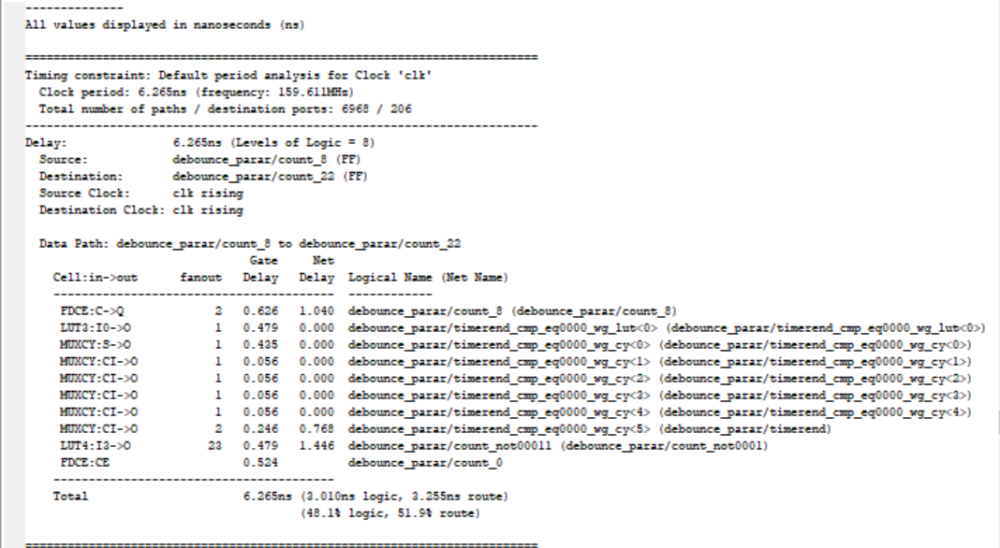 --------------
All values displayed in nanoseconds (ns)
=========================================================================
Timing constraint: Default period analysis for Clock 'clk'
Clock period: 6.265ns (frequency: 159.611MHz)
Total number of paths / destination ports: 6968 / 206
-------------------------------------------------------------------------
Delay: 6.265ns (Levels of Logic = 8)
Source: debounce_parar/count_8 (FF)
Destination: debounce_parar/count_22 (FF)
Source Clock: clk rising
Destination Clock: clk rising
Data Path: debounce_parar/count_8 to debounce_parar/count_22
Gate Net
Cell:in->out fanout Delay Delay Logical Name (Net Name)
---------------------------------------- ------------
FDCE:C->Q 2 0.626 1.040 debounce_parar/count_8 (debounce_parar/count_8)
LUT3:I0->O 1 0.479 0.000 debounce_parar/timerend_cmp_eq0000_wg_lut<0> (debounce_parar/timerend_cmp_eq0000_wg_lut<0>)
MUXCY:S->O 1 0.435 0.000 debounce_parar/timerend_cmp_eq0000_wg_cy<0> (debounce_parar/timerend_cmp_eq0000_wg_cy<0>)
MUXCY:CI->O 1 0.056 0.000 debounce_parar/timerend_cmp_eq0000_wg_cy<1> (debounce_parar/timerend_cmp_eq0000_wg_cy<1>)
MUXCY:CI->O 1 0.056 0.000 debounce_parar/timerend_cmp_eq0000_wg_cy<2> (debounce_parar/timerend_cmp_eq0000_wg_cy<2>)
MUXCY:CI->O 1 0.056 0.000 debounce_parar/timerend_cmp_eq0000_wg_cy<3> (debounce_parar/timerend_cmp_eq0000_wg_cy<3>)
MUXCY:CI->O 1 0.056 0.000 debounce_parar/timerend_cmp_eq0000_wg_cy<4> (debounce_parar/timerend_cmp_eq0000_wg_cy<4>)
MUXCY:CI->O 2 0.246 0.768 debounce_parar/timerend_cmp_eq0000_wg_cy<5> (debounce_parar/timerend)
LUT4:I3->O 23 0.479 1.446 debounce_parar/count_not00011 (debounce_parar/count_not0001)
FDCE:CE 0.524 debounce_parar/count_0
----------------------------------------
Total 6.265ns (3.010ns logic, 3.255ns route)
(48.1% logic, 51.9% route)
=========================================================================